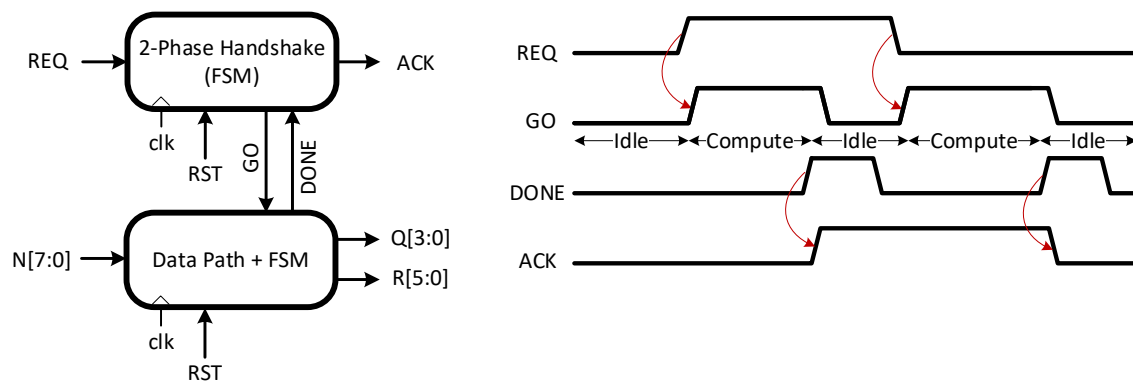 2-Phase Handshake
(FSM)
REQ
ACK
clk
RST
GO
DONE
N[7:0]
Data Path + FSM
Q[3:0]
R[5:0]
clk
RST
REQ
GO
Idle Compute Idle Compute Idle
DONE
ACK